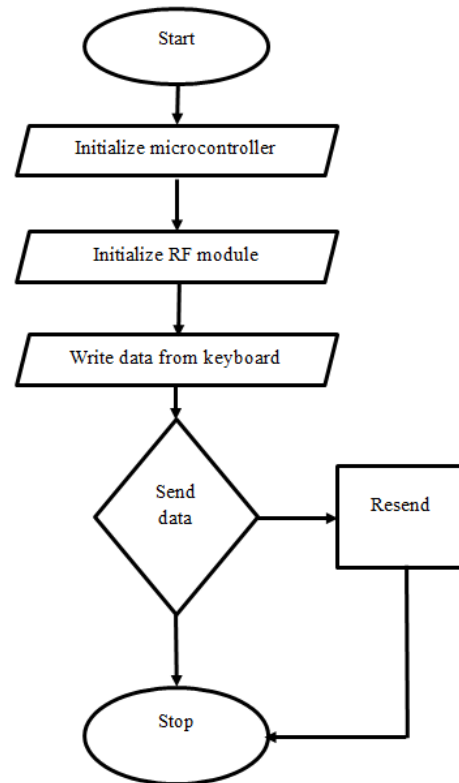 Start
Initialize microcontroller
Initialize RF module
Write data from keyboard
Send
data
Resend
Stop